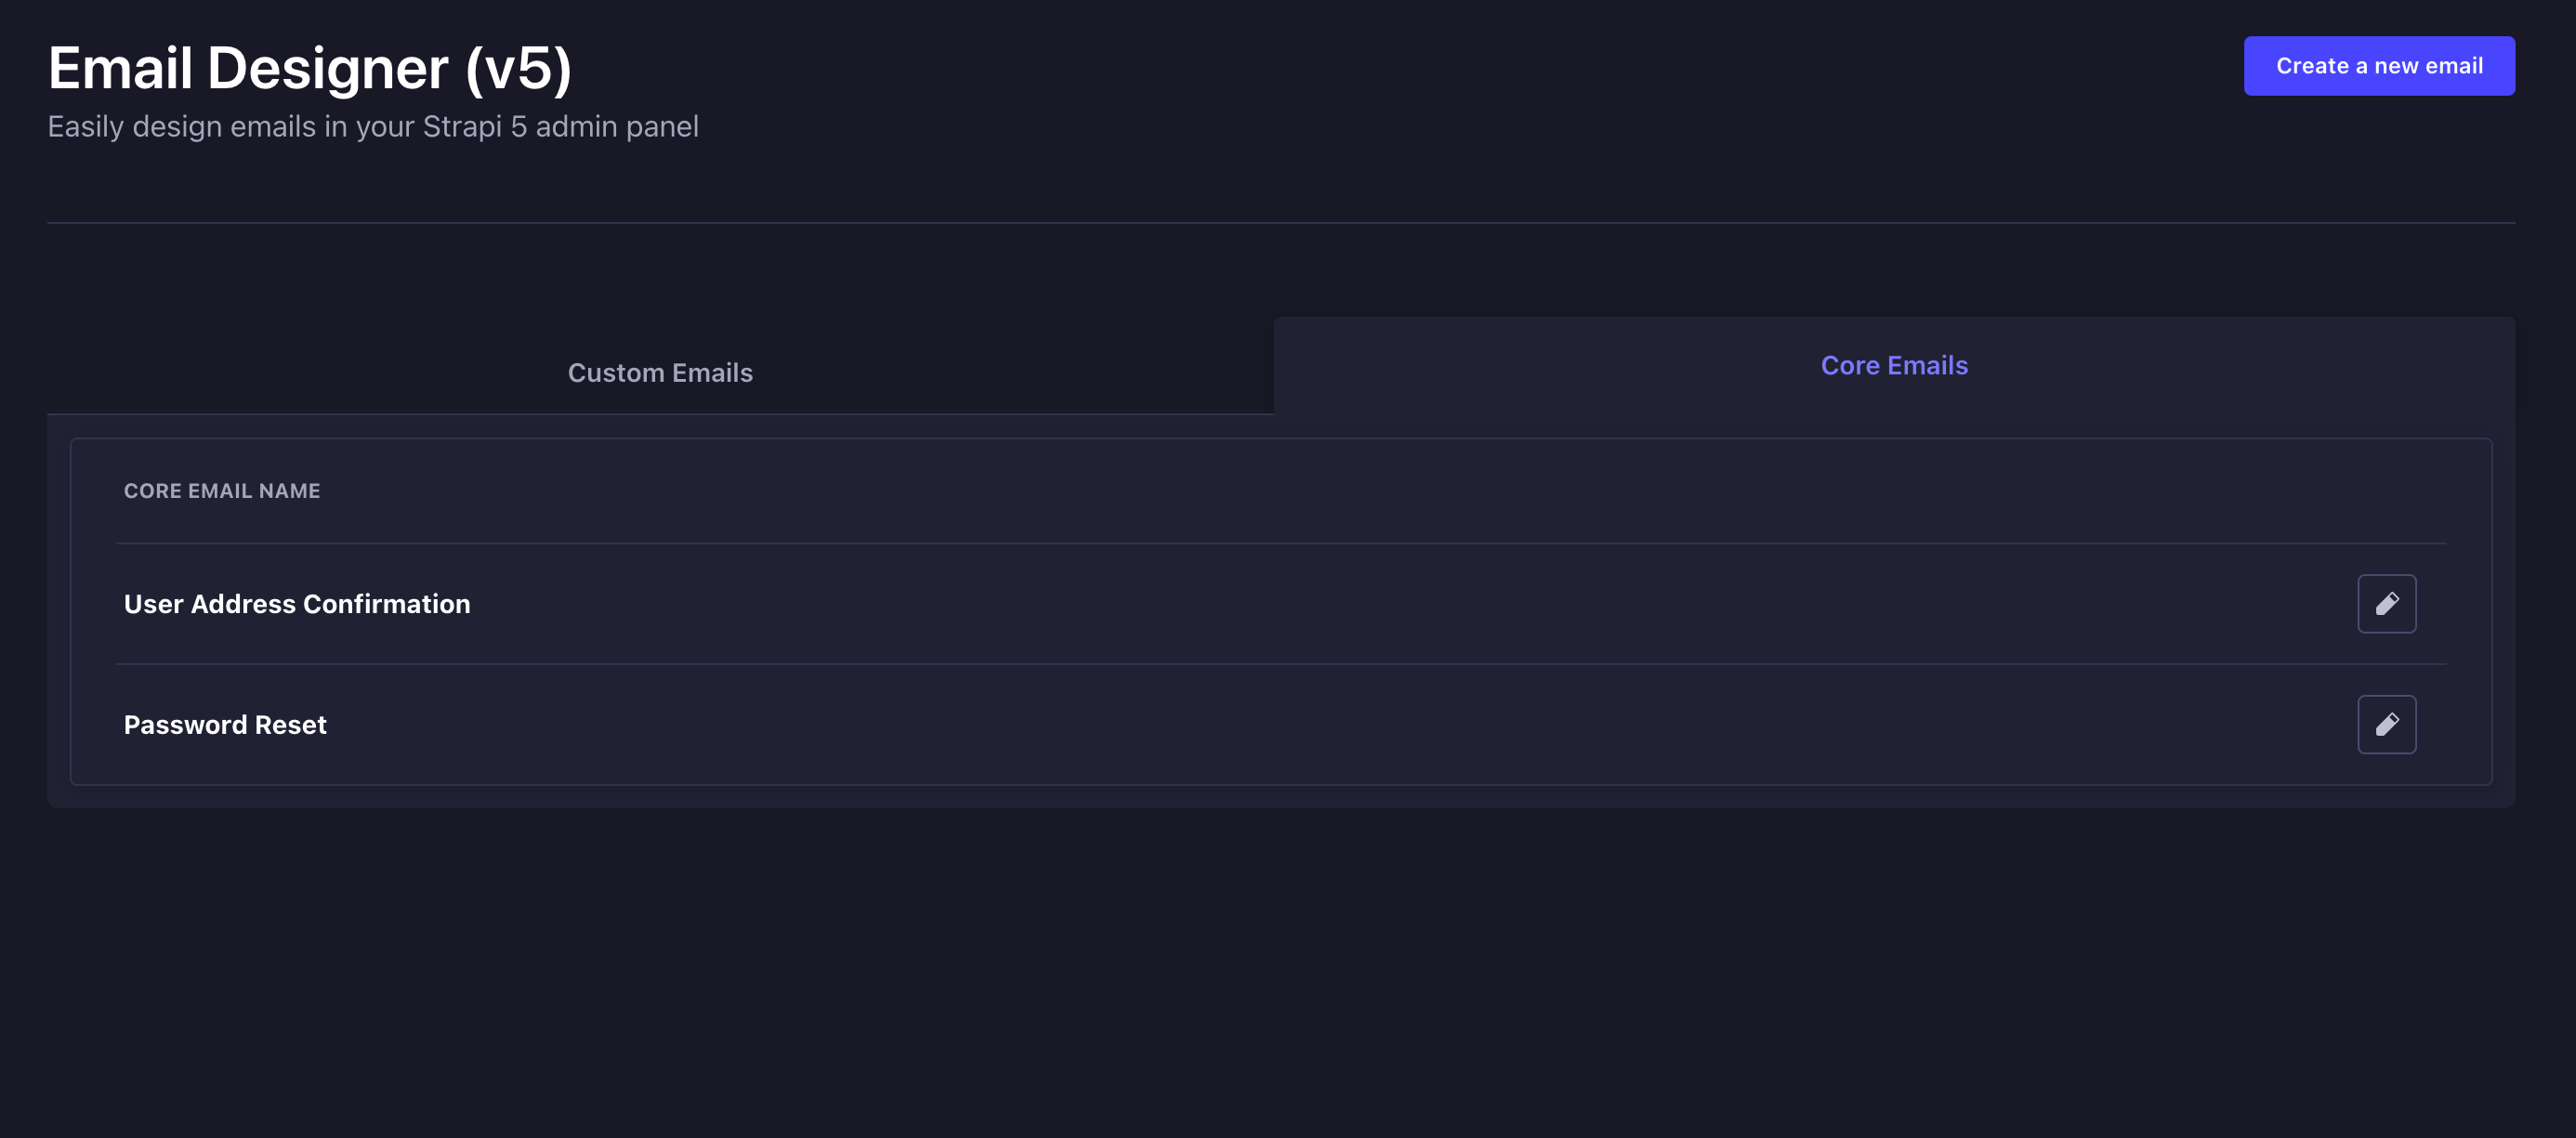 Email Designer (v5)
Create a new email
Easily design emails in your Strapi 5 admin panel
Custom Emails
Core Emails
CORE EMAIL NAME
User Address Confirmation
Password Reset